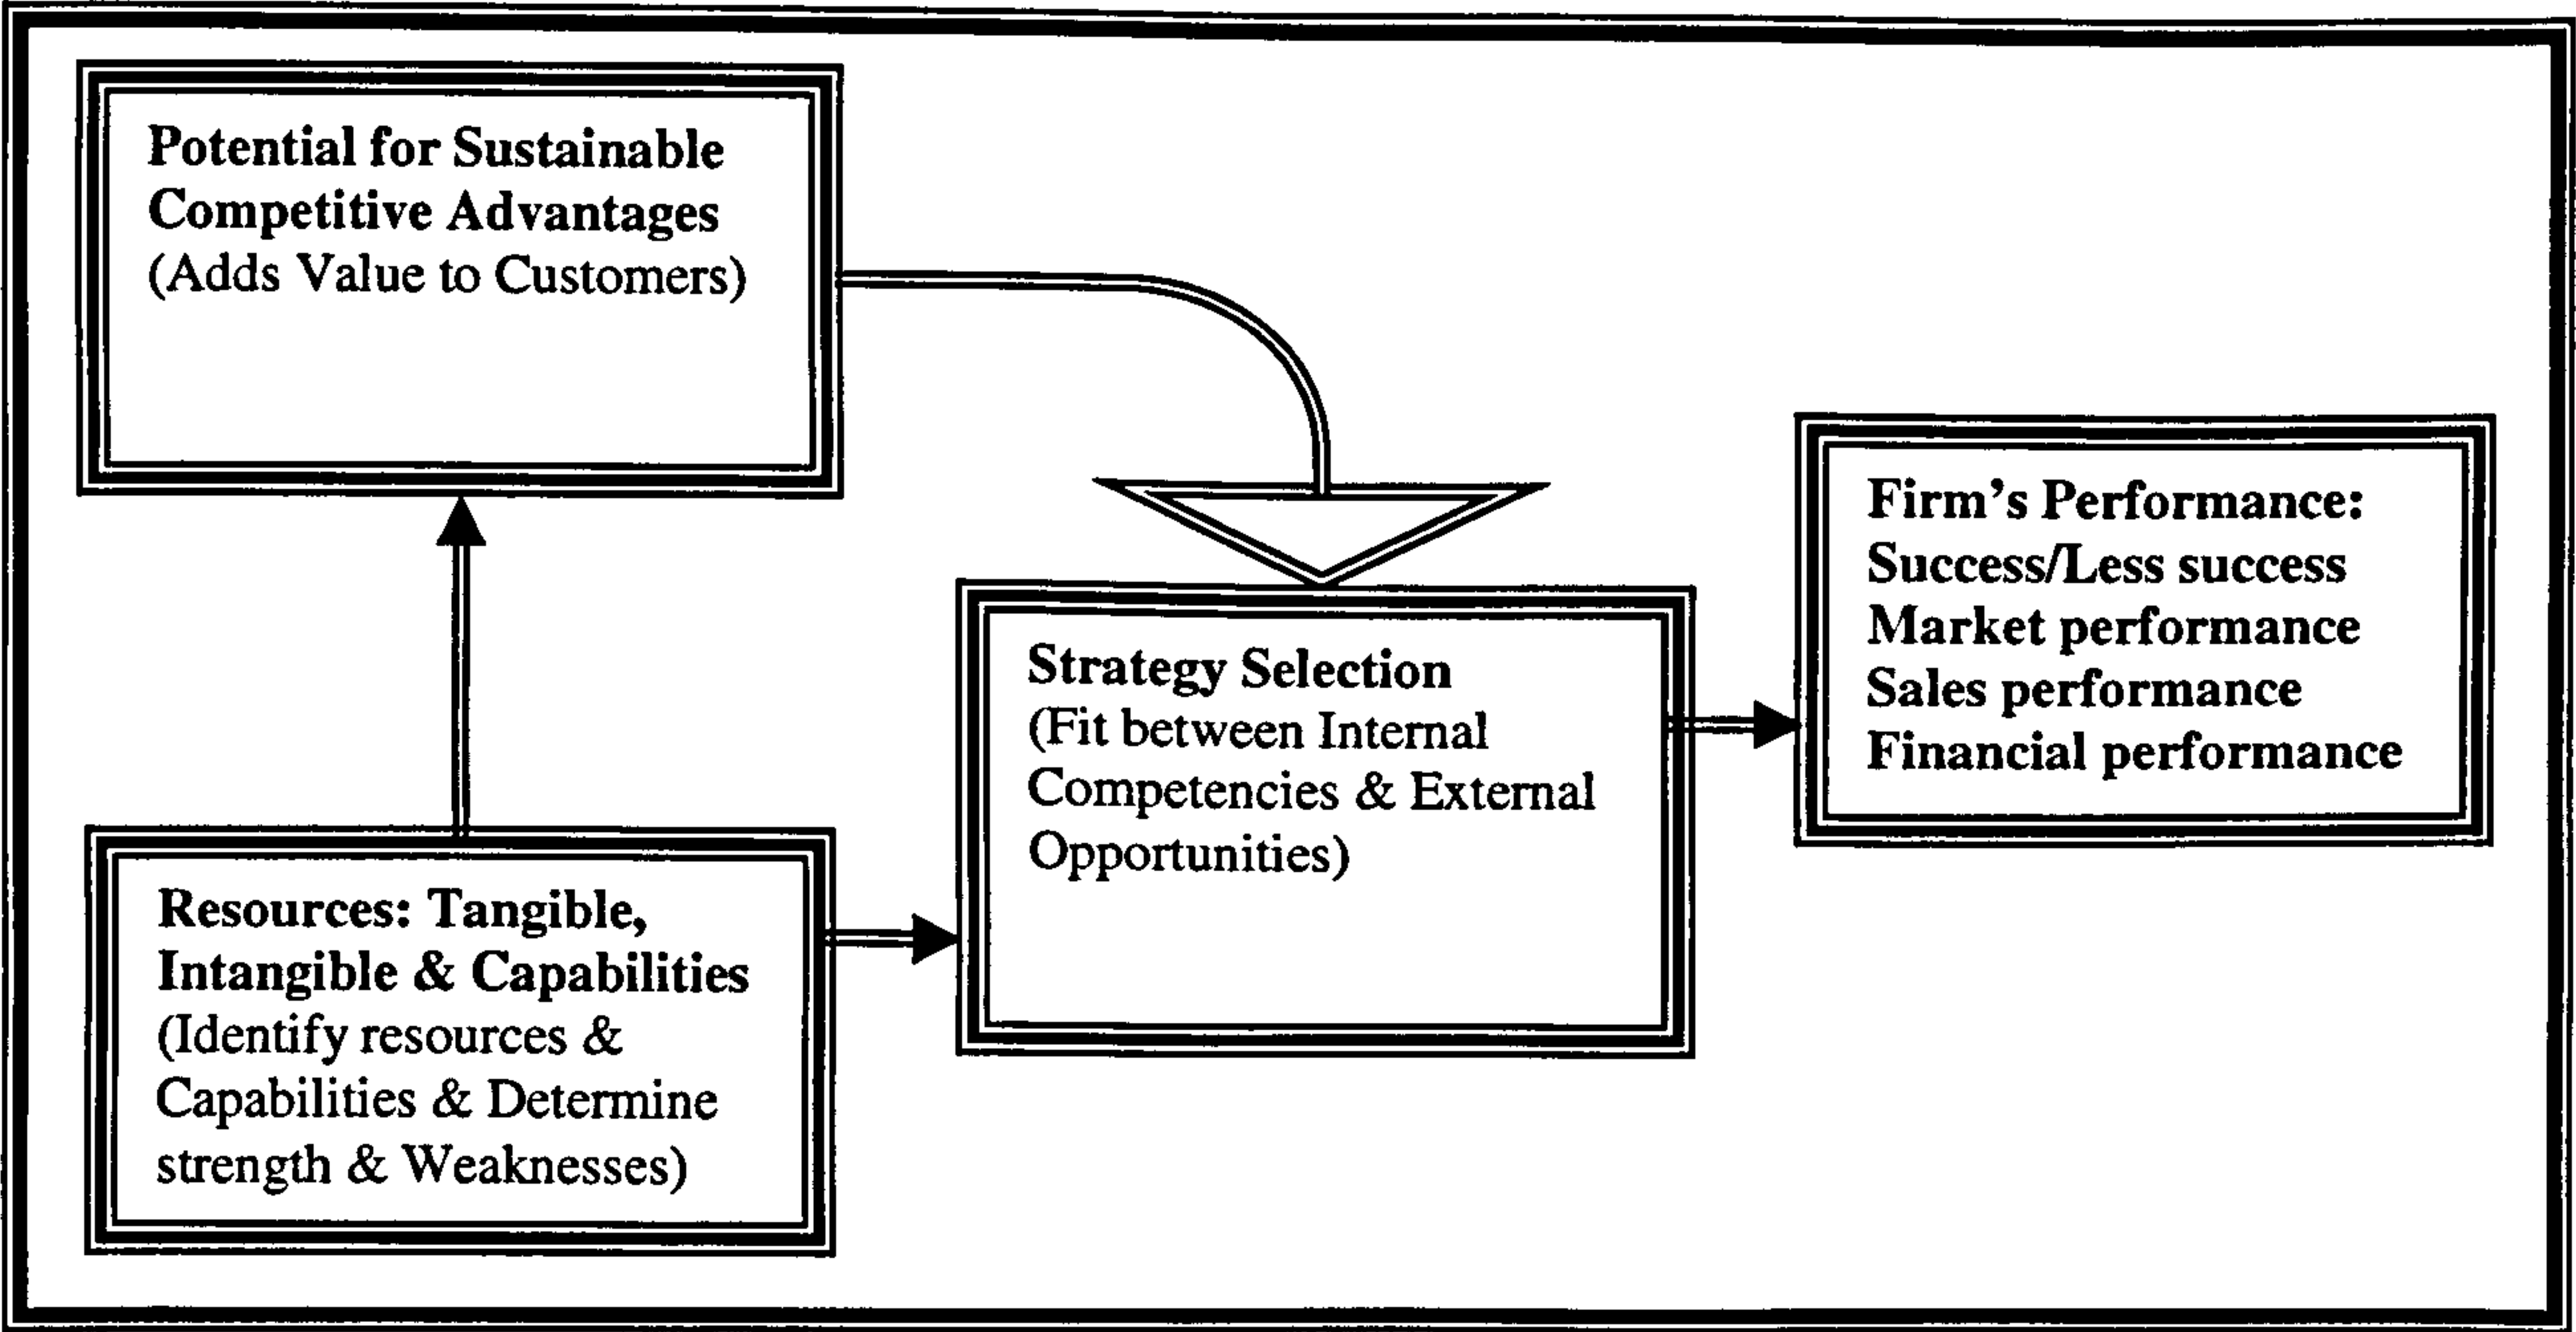 Potential for Sustainable
Competitive Advantages
(Adds Value to Customers)
Firm's Performance:
Success/Less success
Market performance
Sales performance
Financial performance
Strategy Selection
(Fit between Internal
Competencies & External
Opportunities)
Resources: Tangible,
Intangible & Capabilities
(Identify resources &
Capabilities & Determine
strength & Weaknesses)